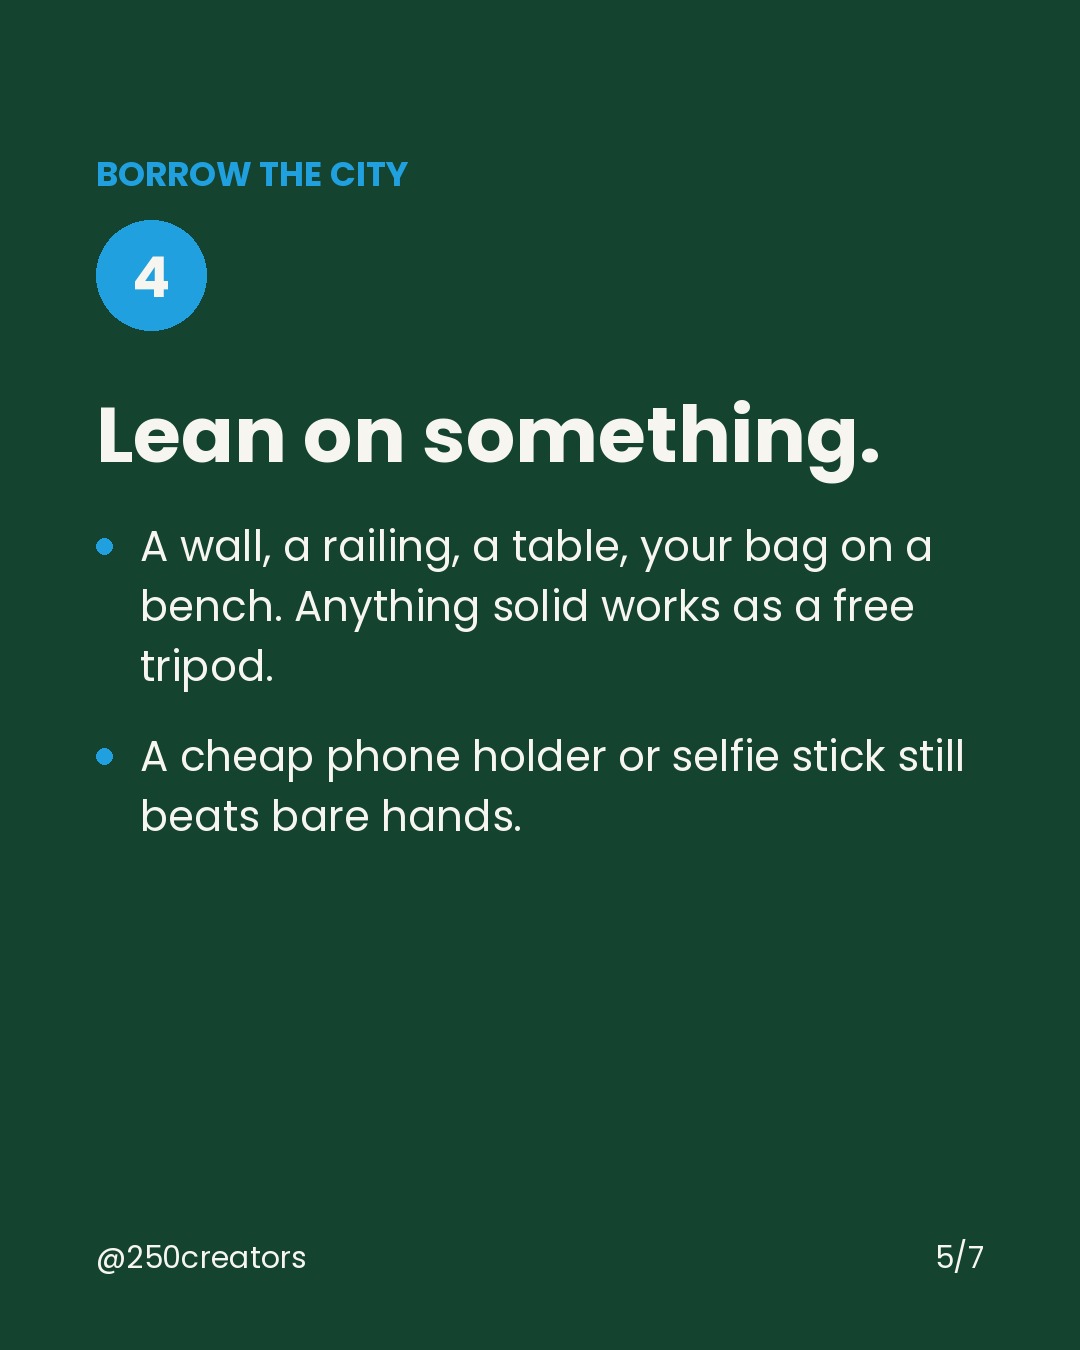 BORROW THE CITY
4
Lean on something.
A wall, a railing, a table, your bag on a
bench. Anything solid works as a free
tripod.
A cheap phone holder or selfie stick still
beats bare hands.
@250creators
5/7